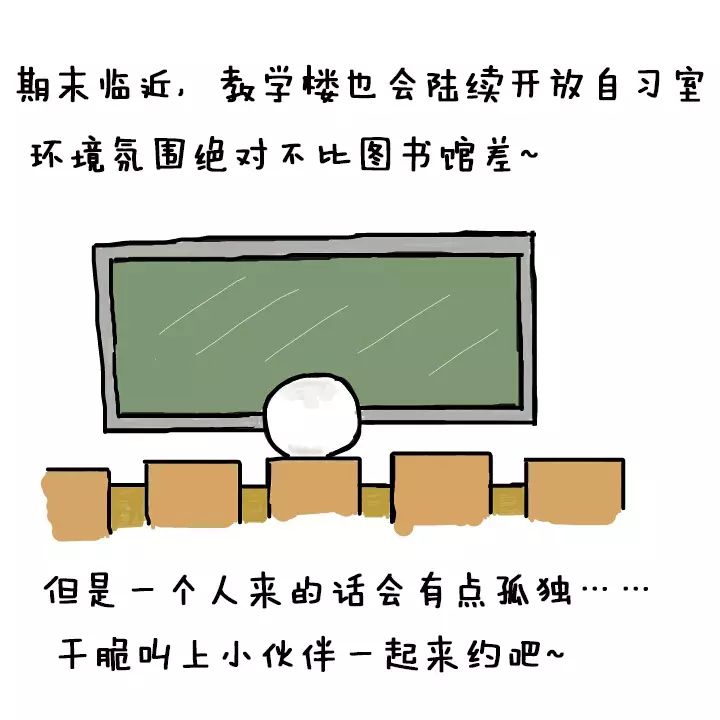 期末临近，教学楼也会陆续开放自习室
环境氛围绝对不比图书馆差~
但是一个人来的话会有点孤独……
干脆叫上小伙伴一起来约吧~